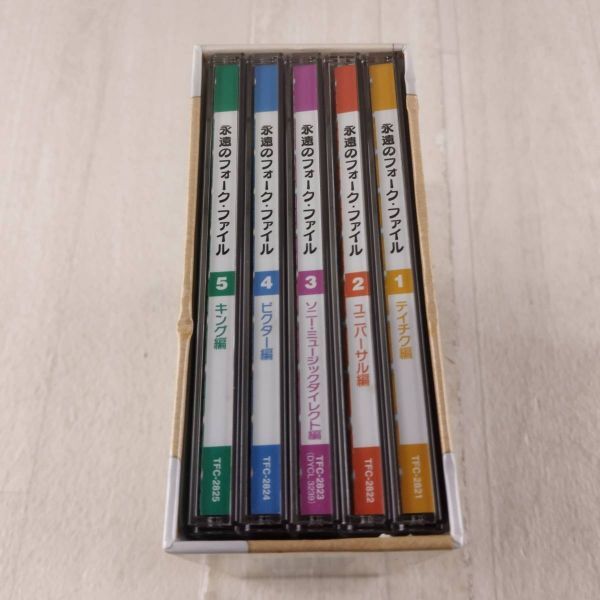 永遠のフォーク・ファイル
5
キング編
TFC-2825
永遠のフォーク・ファイル
4
ビクター編
TFC-2824
永遠のフォーク・ファイル
3
ソニー・ミュージックダイレクト編
TFC-2823
(DYCL 3239)
永遠のフォーク・ファイル
2
ユニバーサル編
TFC-2822
永遠のフォーク・ファイル
1
テイチク編
TFC-2821